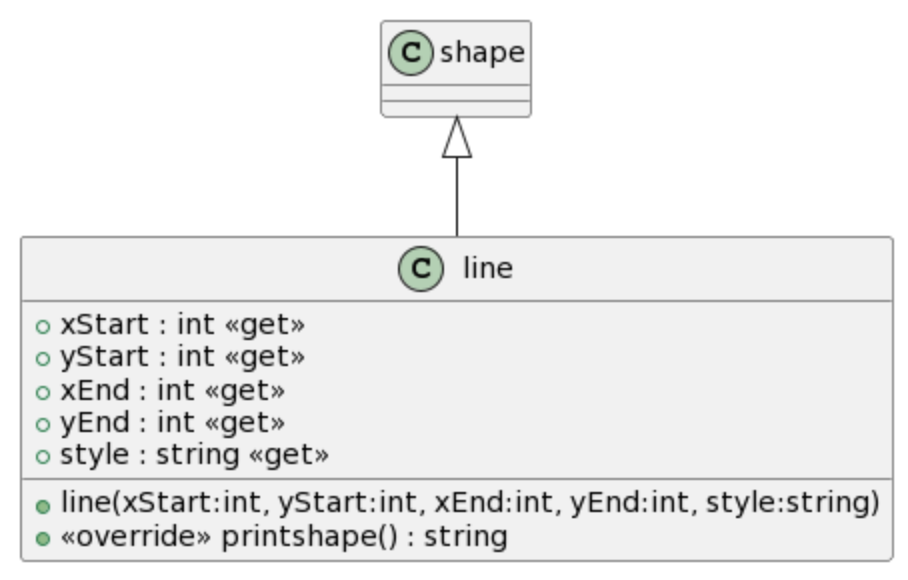 C shape
C line
xStart : int «get»
yStart : int «get»
xEnd : int «get»
yEnd : int «get»
style : string «get»
line(xStart:int, yStart:int, xEnd:int, yEnd:int, style:string)
«override» printshape() : string